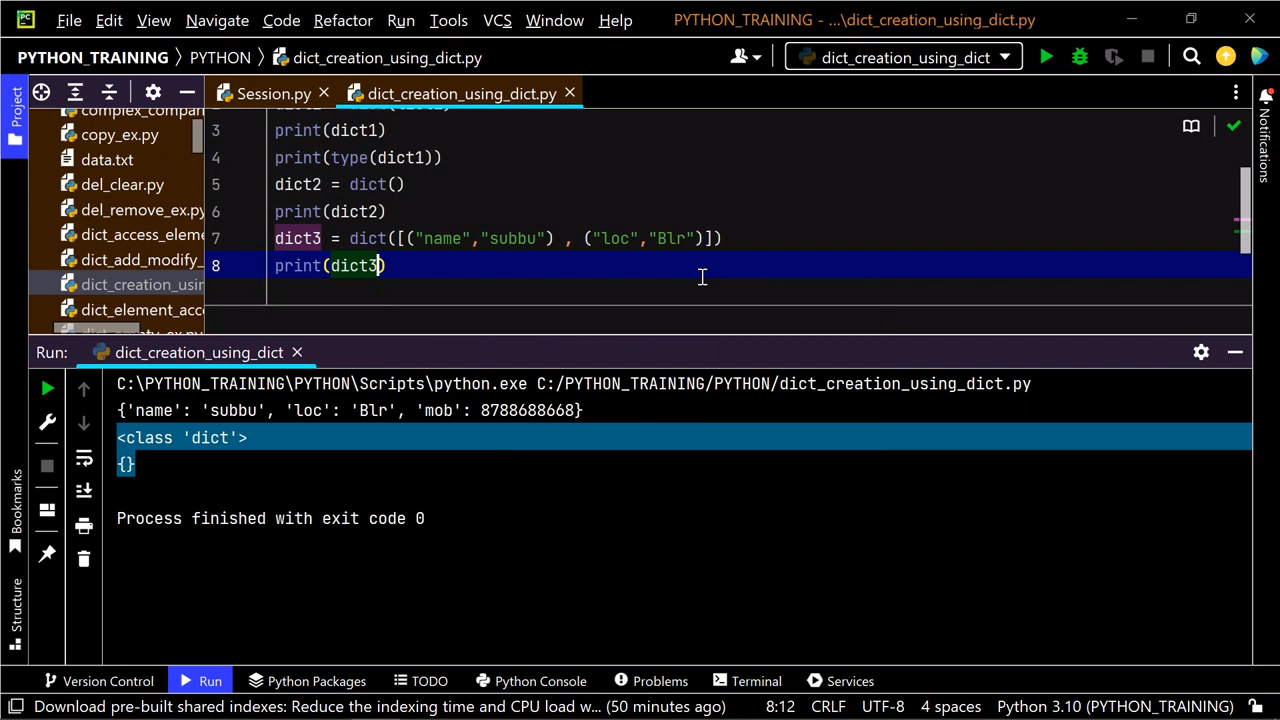 PC File Edit View Navigate Code Refactor Run Tools VCS Window Help PYTHON_TRAINING - ...\dict_creation_using_dict.py
PYTHON_TRAINING PYTHON dict_creation_using_dict.py dict_creation_using_dict
Project
Session.py dict_creation_using_dict.py
copy_ex.py
data.txt
del_clear.py
del_remove_ex.py
dict_access_eleme
dict_add_modify_
dict_creation_usin
dict_element_acc
3 print(dict1)
4 print(type(dict1))
5 dict2 = dict()
6 print(dict2)
7 dict3 = dict([("name","subbu") , ("loc","Blr")])
8 print(dict3)
Notifications
Run: dict_creation_using_dict
C:\PYTHON_TRAINING\PYTHON\Scripts\python.exe C:/PYTHON_TRAINING/PYTHON/dict_creation_using_dict.py
{'name': 'subbu', 'loc': 'Blr', 'mob': 8788688668}
<class 'dict'>
{}
Process finished with exit code 0
Bookmarks
Structure
Version Control Run Python Packages TODO Python Console Problems Terminal Services
Download pre-built shared indexes: Reduce the indexing time and CPU load w... (50 minutes ago) 8:12 CRLF UTF-8 4 spaces Python 3.10 (PYTHON_TRAINING)